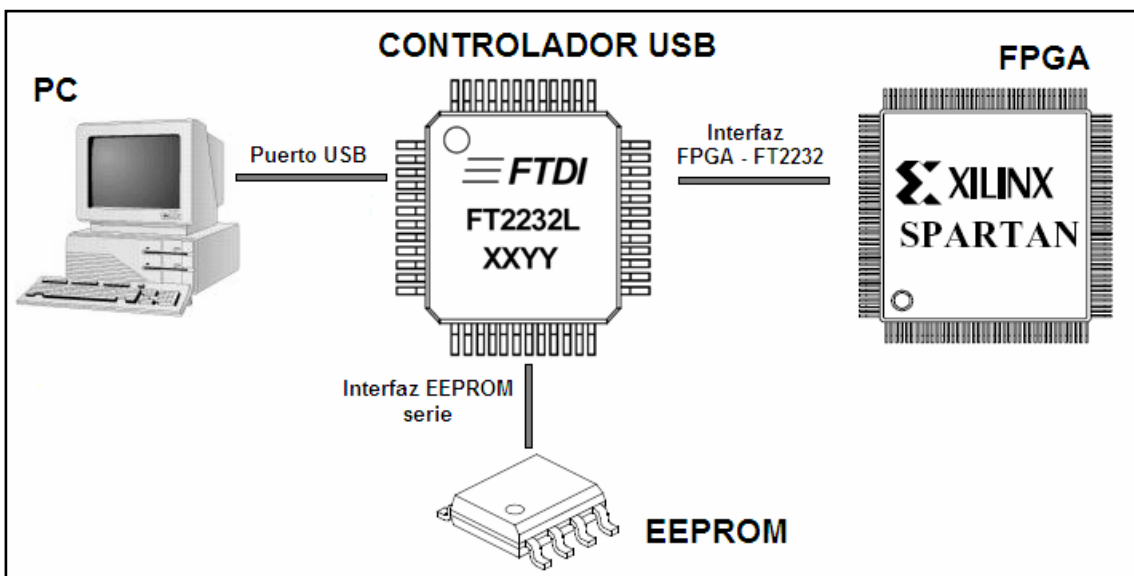 CONTROLADOR USB
FPGA
PC
Puerto USB
Interfaz
FPGA - FT2232
FTDI
FT2232L
XXYY
XILINX
SPARTAN
Interfaz EEPROM
serie
EEPROM